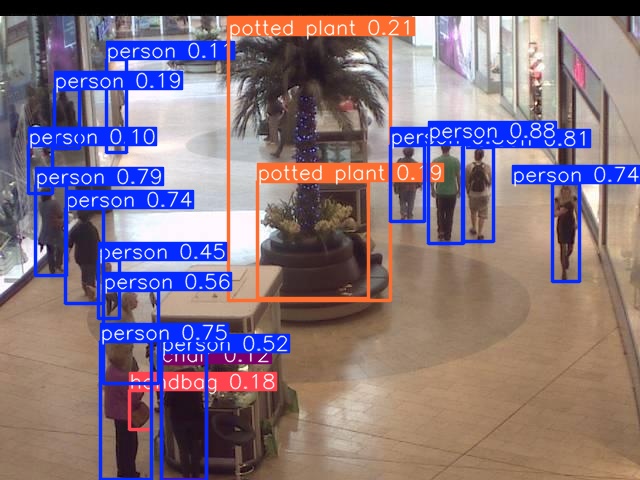 potted plant 0.21
person 0.11
person 0.19
person 0.10
person 0.88
0.81
potted plant 0.19
person 0.79
person 0.74
person 0.74
person 0.45
person 0.56
person 0.75
person 0.52
chair 0.12
handbag 0.18